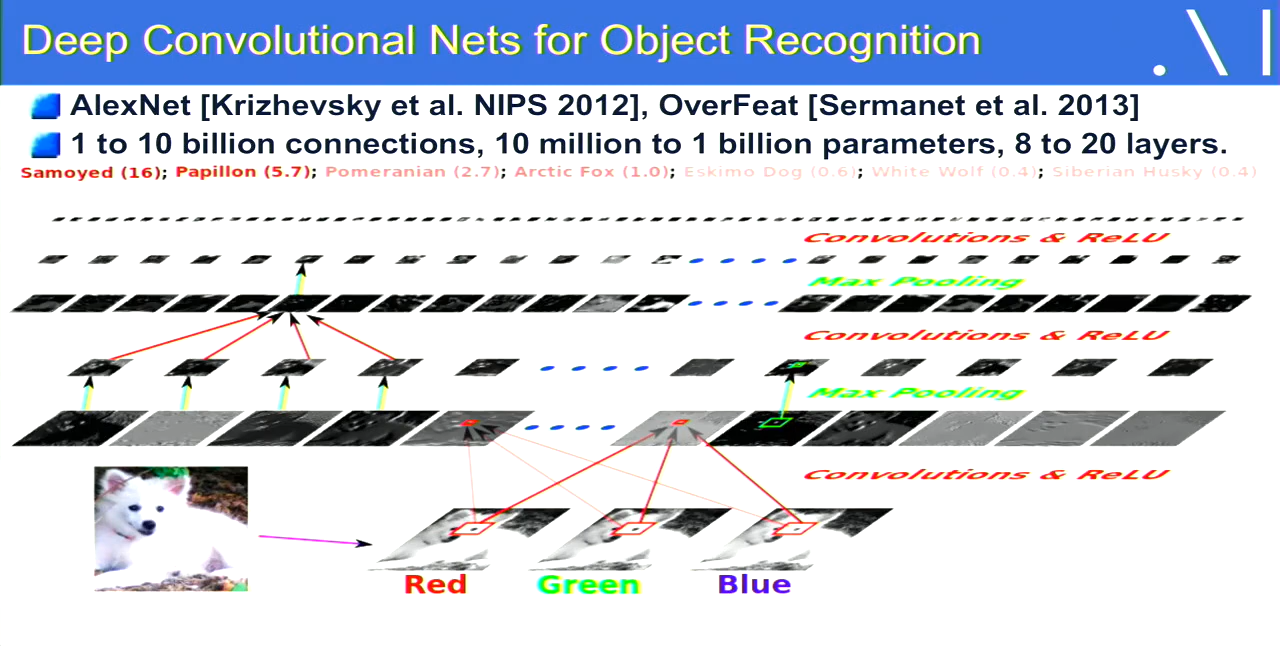 Deep Convolutional Nets for Object Recognition
AlexNet [Krizhevsky et al. NIPS 2012], OverFeat [Sermanet et al. 2013]
1 to 10 billion connections, 10 million to 1 billion parameters, 8 to 20 layers.
Samoyed (16); Papillon (5.7); Pomeranian (2.7); Arctic Fox (1.0); Eskimo Dog (0.6); White Wolf (0.4); Siberian Husky (0.4)
Convolutions & ReLU
Max Pooling
Convolutions & ReLU
Max Pooling
Convolutions & ReLU
Red Green Blue